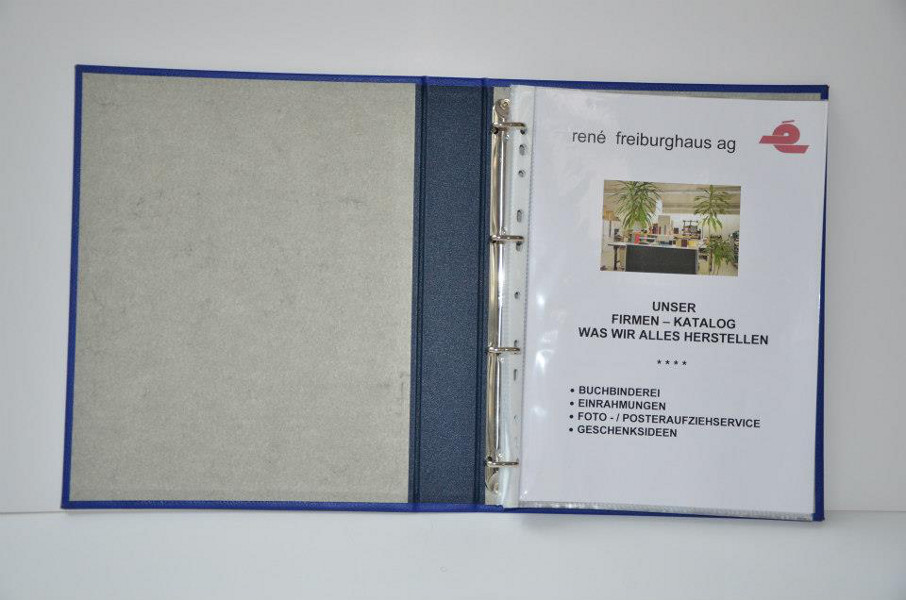 rené freiburghaus ag
UNSER
FIRMEN – KATALOG
WAS WIR ALLES HERSTELLEN
* * * *
• BUCHBINDEREI
• EINRAHMUNGEN
• FOTO - / POSTERAUFZIEHSERVICE
• GESCHENKSIDEEN